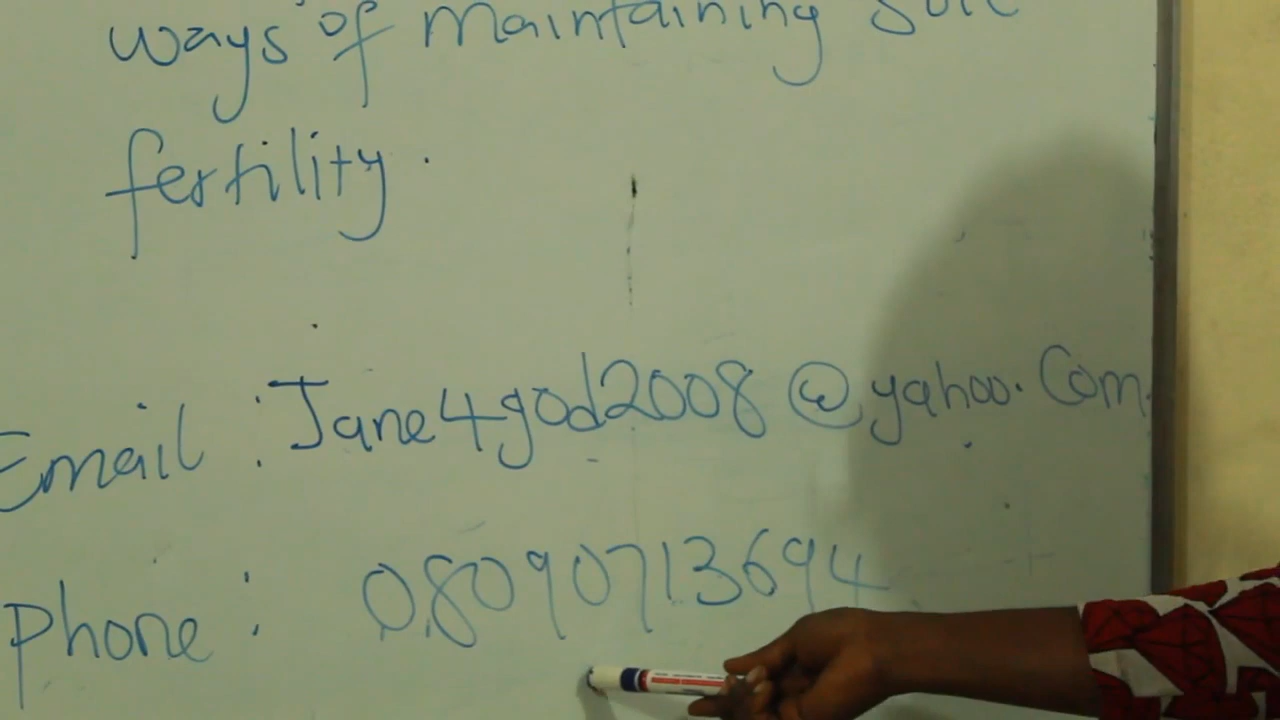 ways of maintaining soil
fertility.
Email : Jane4god2008@yahoo.Com
Phone : 08090713694